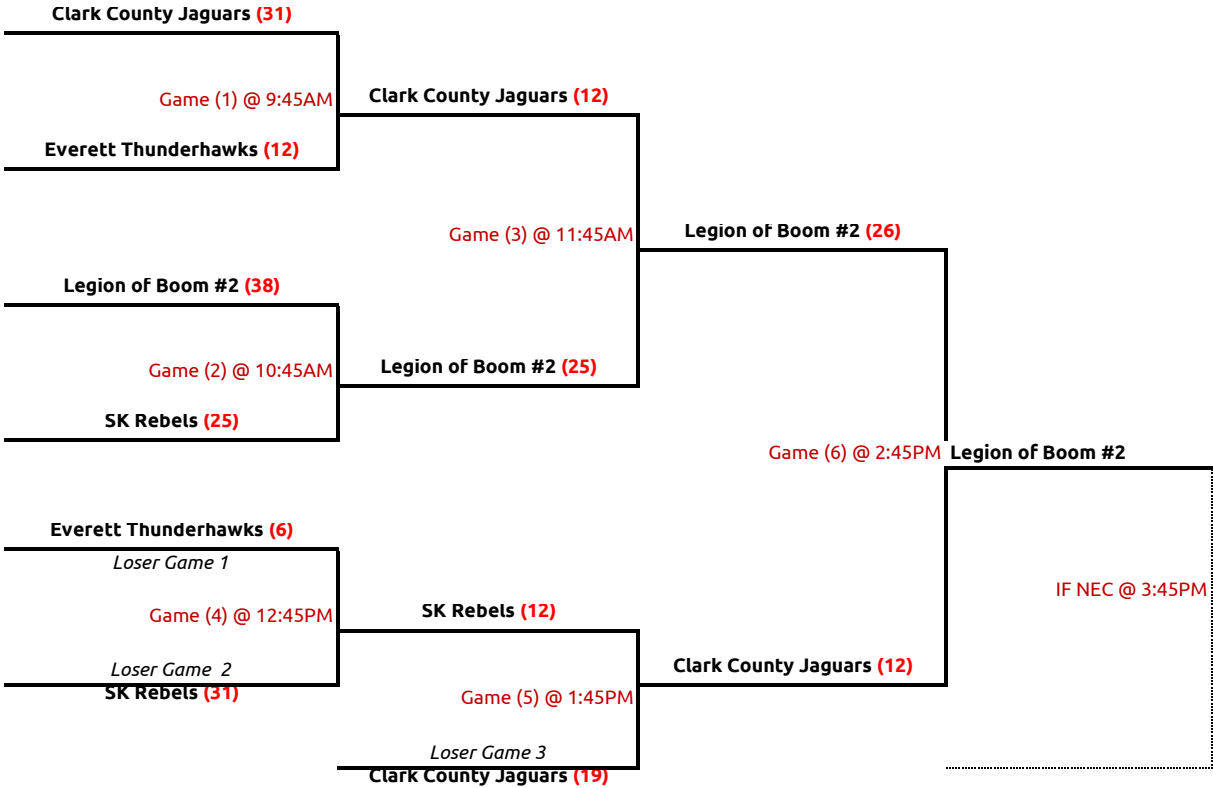 Clark County Jaguars (31)
Game (1) @ 9:45AM
Clark County Jaguars (12)
Everett Thunderhawks (12)
Game (3) @ 11:45AM
Legion of Boom #2 (26)
Legion of Boom #2 (38)
Game (2) @ 10:45AM
Legion of Boom #2 (25)
SK Rebels (25)
Game (6) @ 2:45PM
Legion of Boom #2
Everett Thunderhawks (6)
Loser Game 1
IF NEC @ 3:45PM
Game (4) @ 12:45PM
SK Rebels (12)
Loser Game 2
SK Rebels (31)
Clark County Jaguars (12)
Game (5) @ 1:45PM
Loser Game 3
Clark County Jaguars (19)